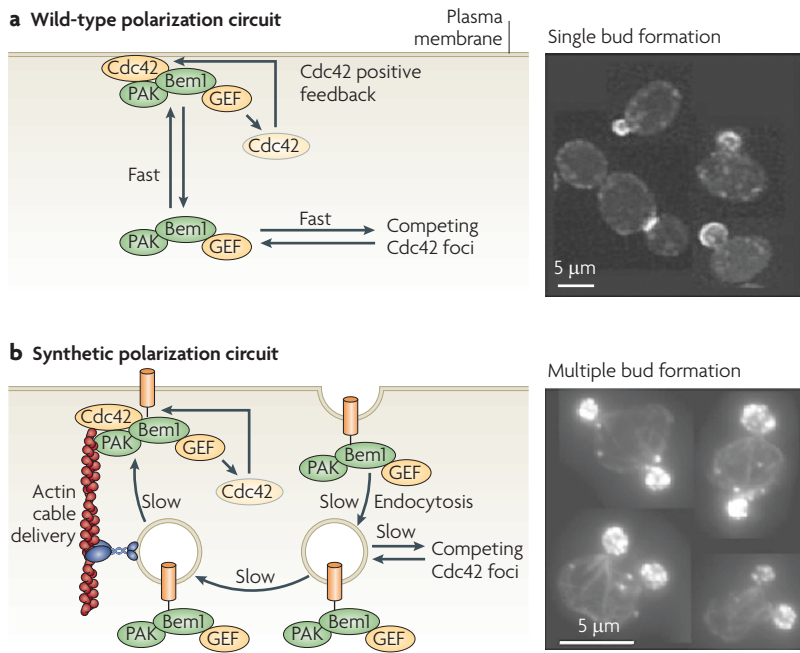 a Wild-type polarization circuit
Plasma
membrane
Single bud formation
Cdc42
PAK
Bem1
GEF
Cdc42 positive
feedback
Cdc42
Fast
PAK
Bem1
GEF
Fast
Competing
Cdc42 foci
5 μm
b Synthetic polarization circuit
Multiple bud formation
Cdc42
PAK
Bem1
GEF
Cdc42
PAK
Bem1
GEF
Actin
cable
delivery
Slow
Slow
Endocytosis
Slow
Competing
Cdc42 foci
Slow
PAK
Bem1
GEF
PAK
Bem1
GEF
5 μm